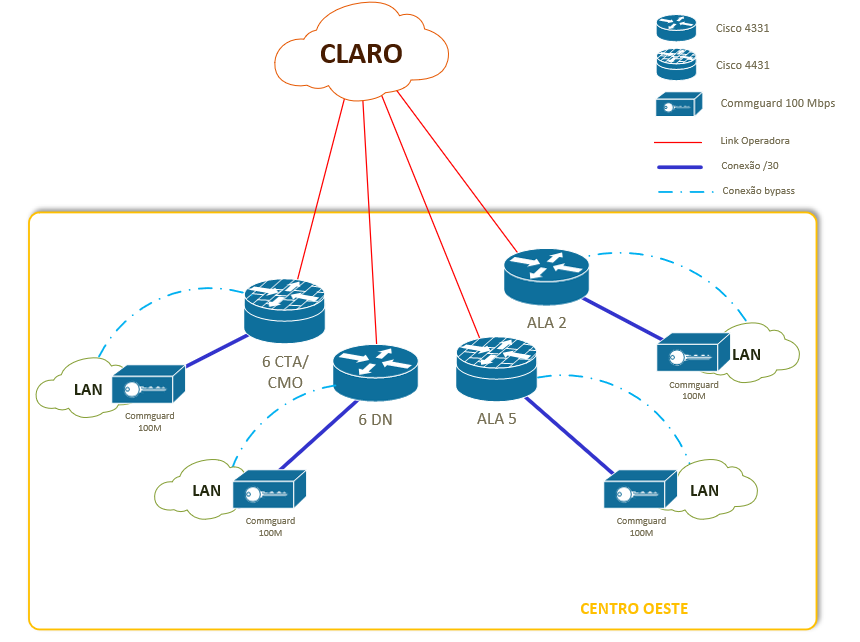 CLARO
Cisco 4331
Cisco 4431
Commguard 100 Mbps
Link Operadora
Conexão /30
Conexão bypass
ALA 2
6 CTA/
CMO
6 DN
ALA 5
LAN
Commguard
100M
LAN
Commguard
100M
LAN
Commguard
100M
LAN
Commguard
100M
CENTRO OESTE